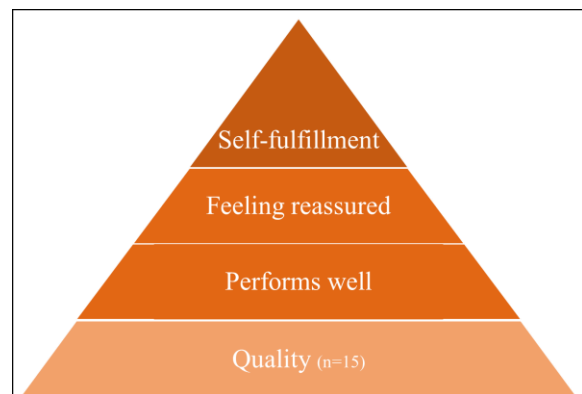 Self-fulfillment
Feeling reassured
Performs well
Quality (n=15)